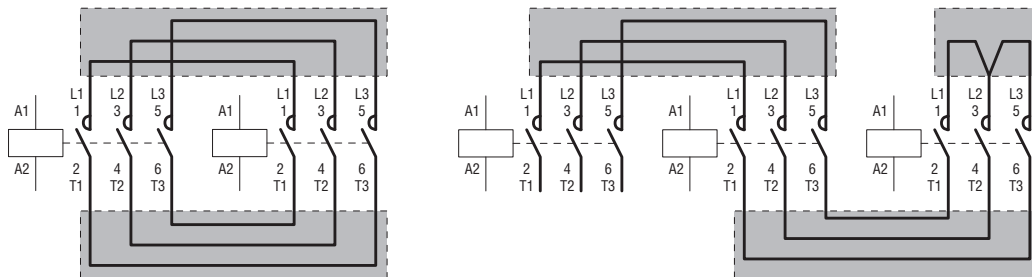 L1 L2 L3 L1 L2 L3 L1 L2 L3 L1 L2 L3 L1 L2 L3
A1 1 3 5 A1 1 3 5 A1 1 3 5 A1 1 3 5 A1 1 3 5
A2 2 4 6 A2 2 4 6 A2 2 4 6 A2 2 4 6 A2 2 4 6
T1 T2 T3 T1 T2 T3 T1 T2 T3 T1 T2 T3 T1 T2 T3